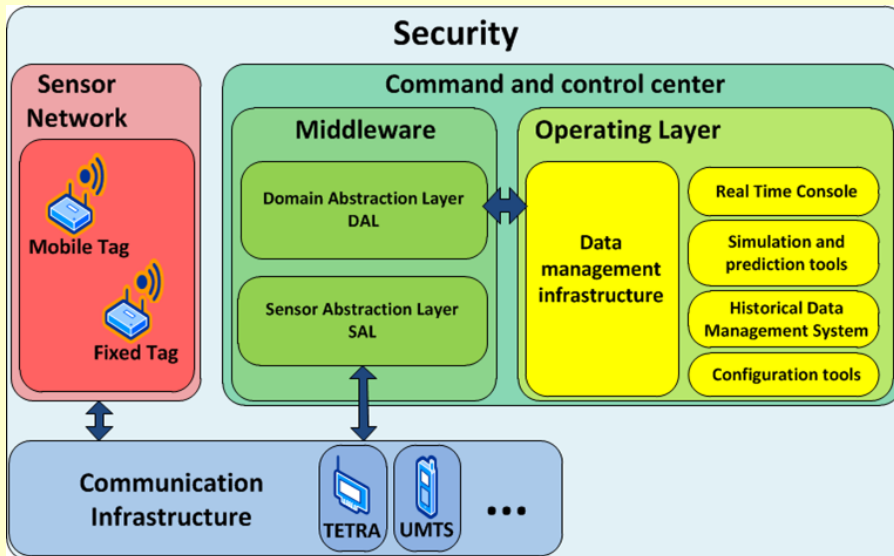 Security
Sensor
Network
Mobile Tag
Fixed Tag
Command and control center
Middleware
Domain Abstraction Layer
DAL
Sensor Abstraction Layer
SAL
Operating Layer
Data
management
infrastructure
Real Time Console
Simulation and
prediction tools
Historical Data
Management System
Configuration tools
Communication
Infrastructure
TETRA
UMTS
...